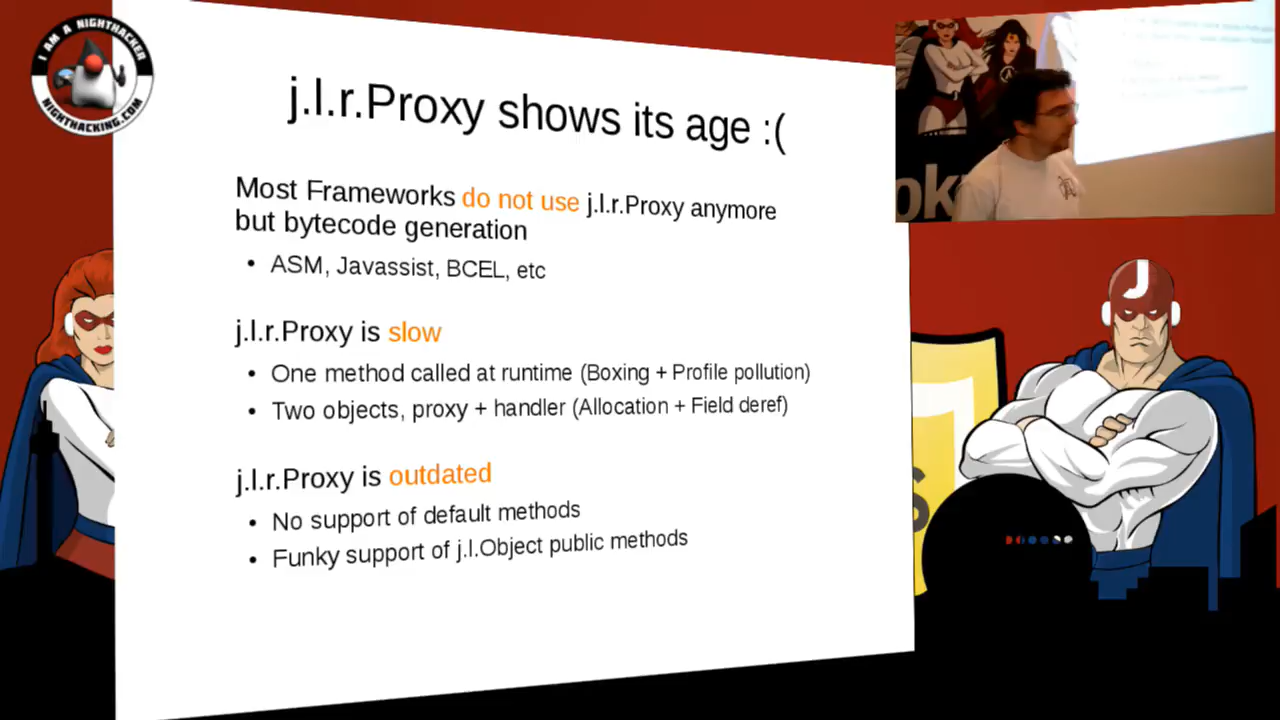 I AM A NIGHTHACKER
NIGHTHACKING.COM
j.l.r.Proxy shows its age :(
Most Frameworks do not use j.l.r.Proxy anymore
but bytecode generation
• ASM, Javassist, BCEL, etc
j.l.r.Proxy is slow
• One method called at runtime (Boxing + Profile pollution)
• Two objects, proxy + handler (Allocation + Field deref)
j.l.r.Proxy is outdated
• No support of default methods
• Funky support of j.l.Object public methods
J
S
ok